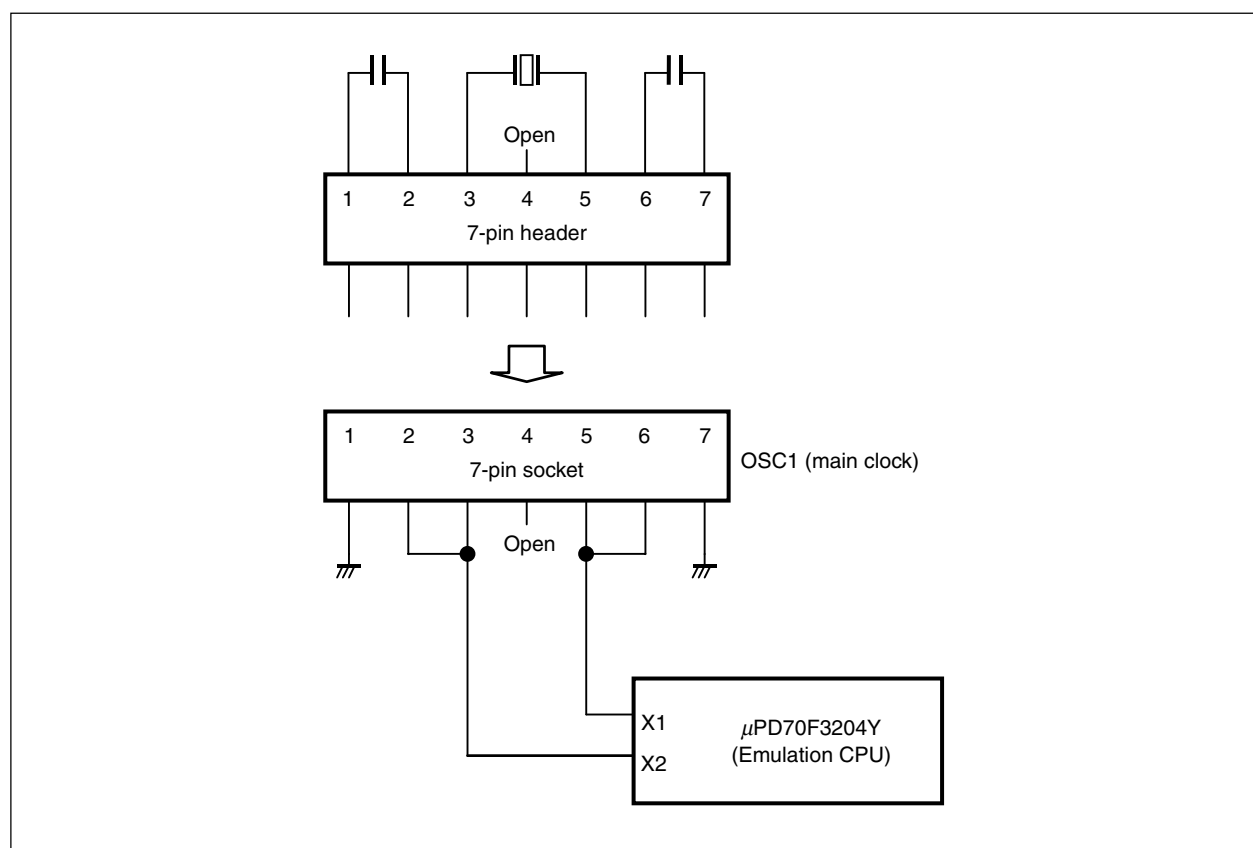 Open
1 2 3 4 5 6 7
7-pin header
1 2 3 4 5 6 7
7-pin socket
OSC1 (main clock)
Open
X1
X2
μPD70F3204Y
(Emulation CPU)